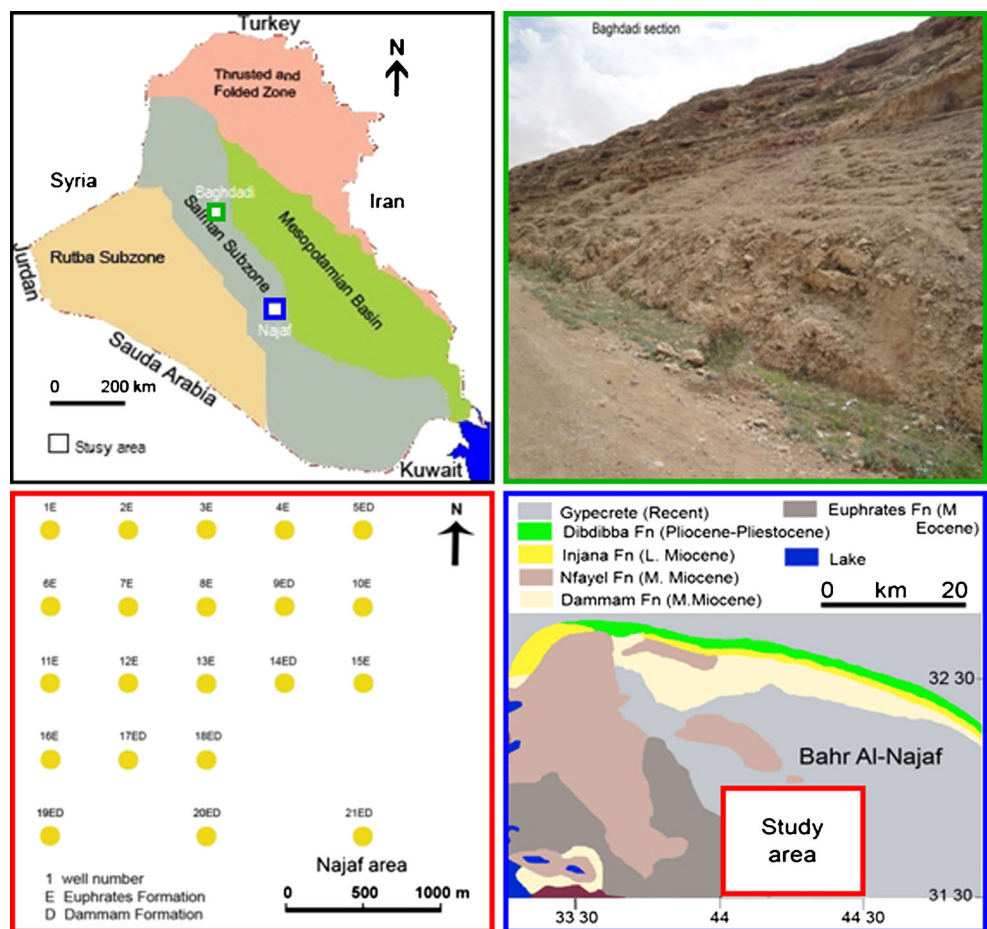 Turkey
N
Thrusted and
Folded Zone
Syria
Iran
Baghdadi
Salman Subzone
Mesopotamian Basin
Rutba Subzone
Jurdan
Najaf
Sauda Arabia
0 200 km
Stusy area
Kuwait
Baghdadi section
1E 2E 3E 4E 5ED
N
6E 7E 8E 9ED 10E
11E 12E 13E 14ED 15E
16E 17ED 18ED
19ED 20ED 21ED
Najaf area
1 well number
E Euphrates Formation
D Dammam Formation
0 500 1000 m
Gypecrete (Recent)
Dibdibba Fn (Pliocene-Pliestocene)
Injana Fn (L. Miocene)
Nfayel Fn (M. Miocene)
Dammam Fn (M.Miocene)
Euphrates Fn (M
Eocene)
Lake
0 km 20
32 30
Bahr Al-Najaf
Study
area
31 30
33 30 44 44 30